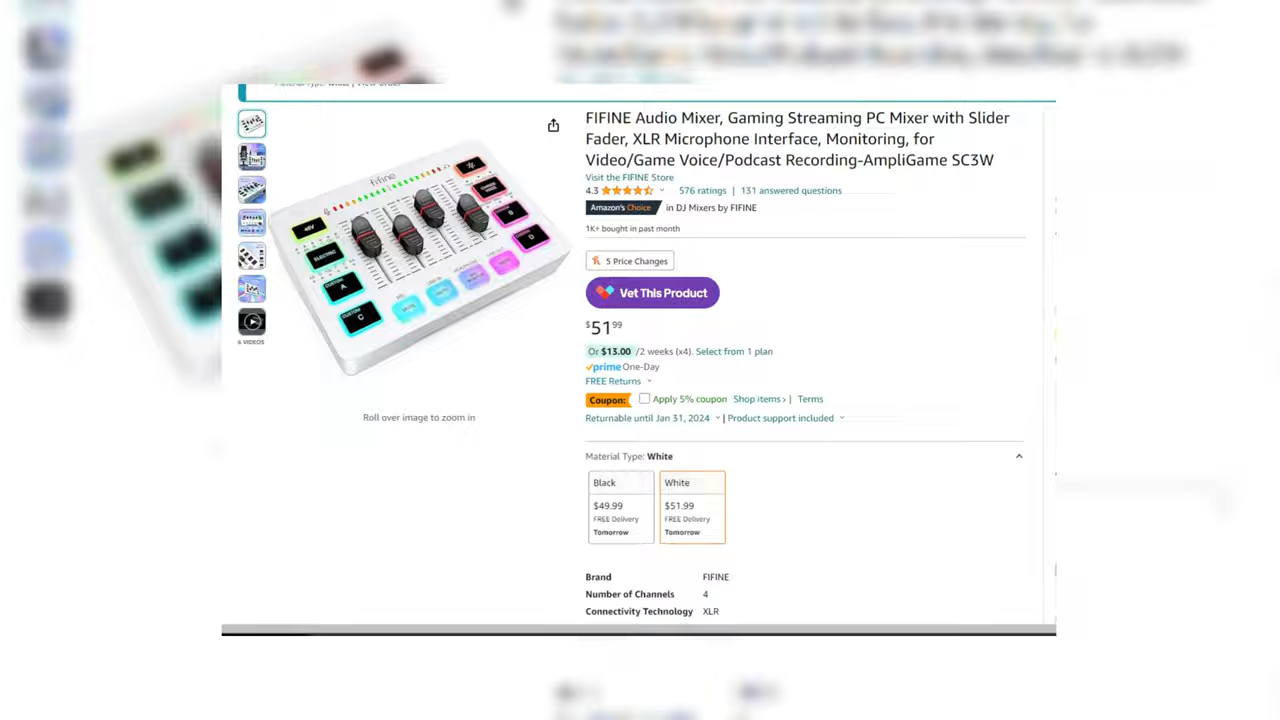 FIFINE Audio Mixer, Gaming Streaming PC Mixer with Slider
Fader, XLR Microphone Interface, Monitoring, for
Video/Game Voice/Podcast Recording-AmpliGame SC3W
Visit the FIFINE Store
4.3 576 ratings | 131 answered questions
Amazon's Choice in DJ Mixers by FIFINE
1K+ bought in past month
5 Price Changes
Vet This Product
$51 99
Or $13.00 /2 weeks (x4). Select from 1 plan
prime One-Day
FREE Returns
Coupon: Apply 5% coupon Shop items › | Terms
Returnable until Jan 31, 2024 | Product support included
Material Type: White
Black
$49.99
FREE Delivery
Tomorrow
White
$51.99
FREE Delivery
Tomorrow
Brand FIFINE
Number of Channels 4
Connectivity Technology XLR
6 VIDEOS
Roll over image to zoom in
fifine
48V
ELECTRIC
CUSTOM
A
CUSTOM
C
B
D